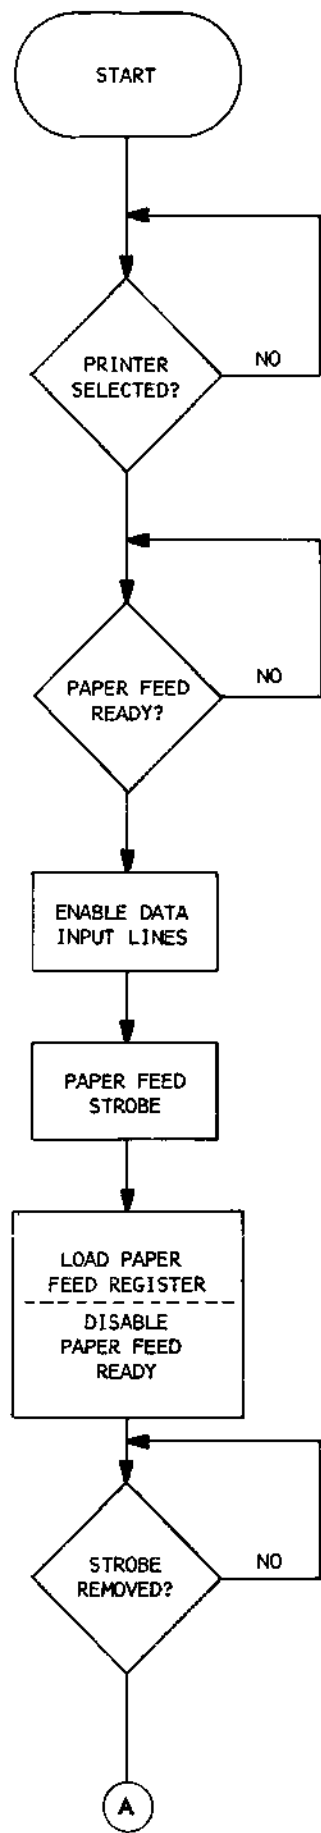 START
PRINTER
SELECTED?
NO
PAPER FEED
READY?
NO
ENABLE DATA
INPUT LINES
PAPER FEED
STROBE
LOAD PAPER
FEED REGISTER
DISABLE
PAPER FEED
READY
STROBE
REMOVED?
NO
A